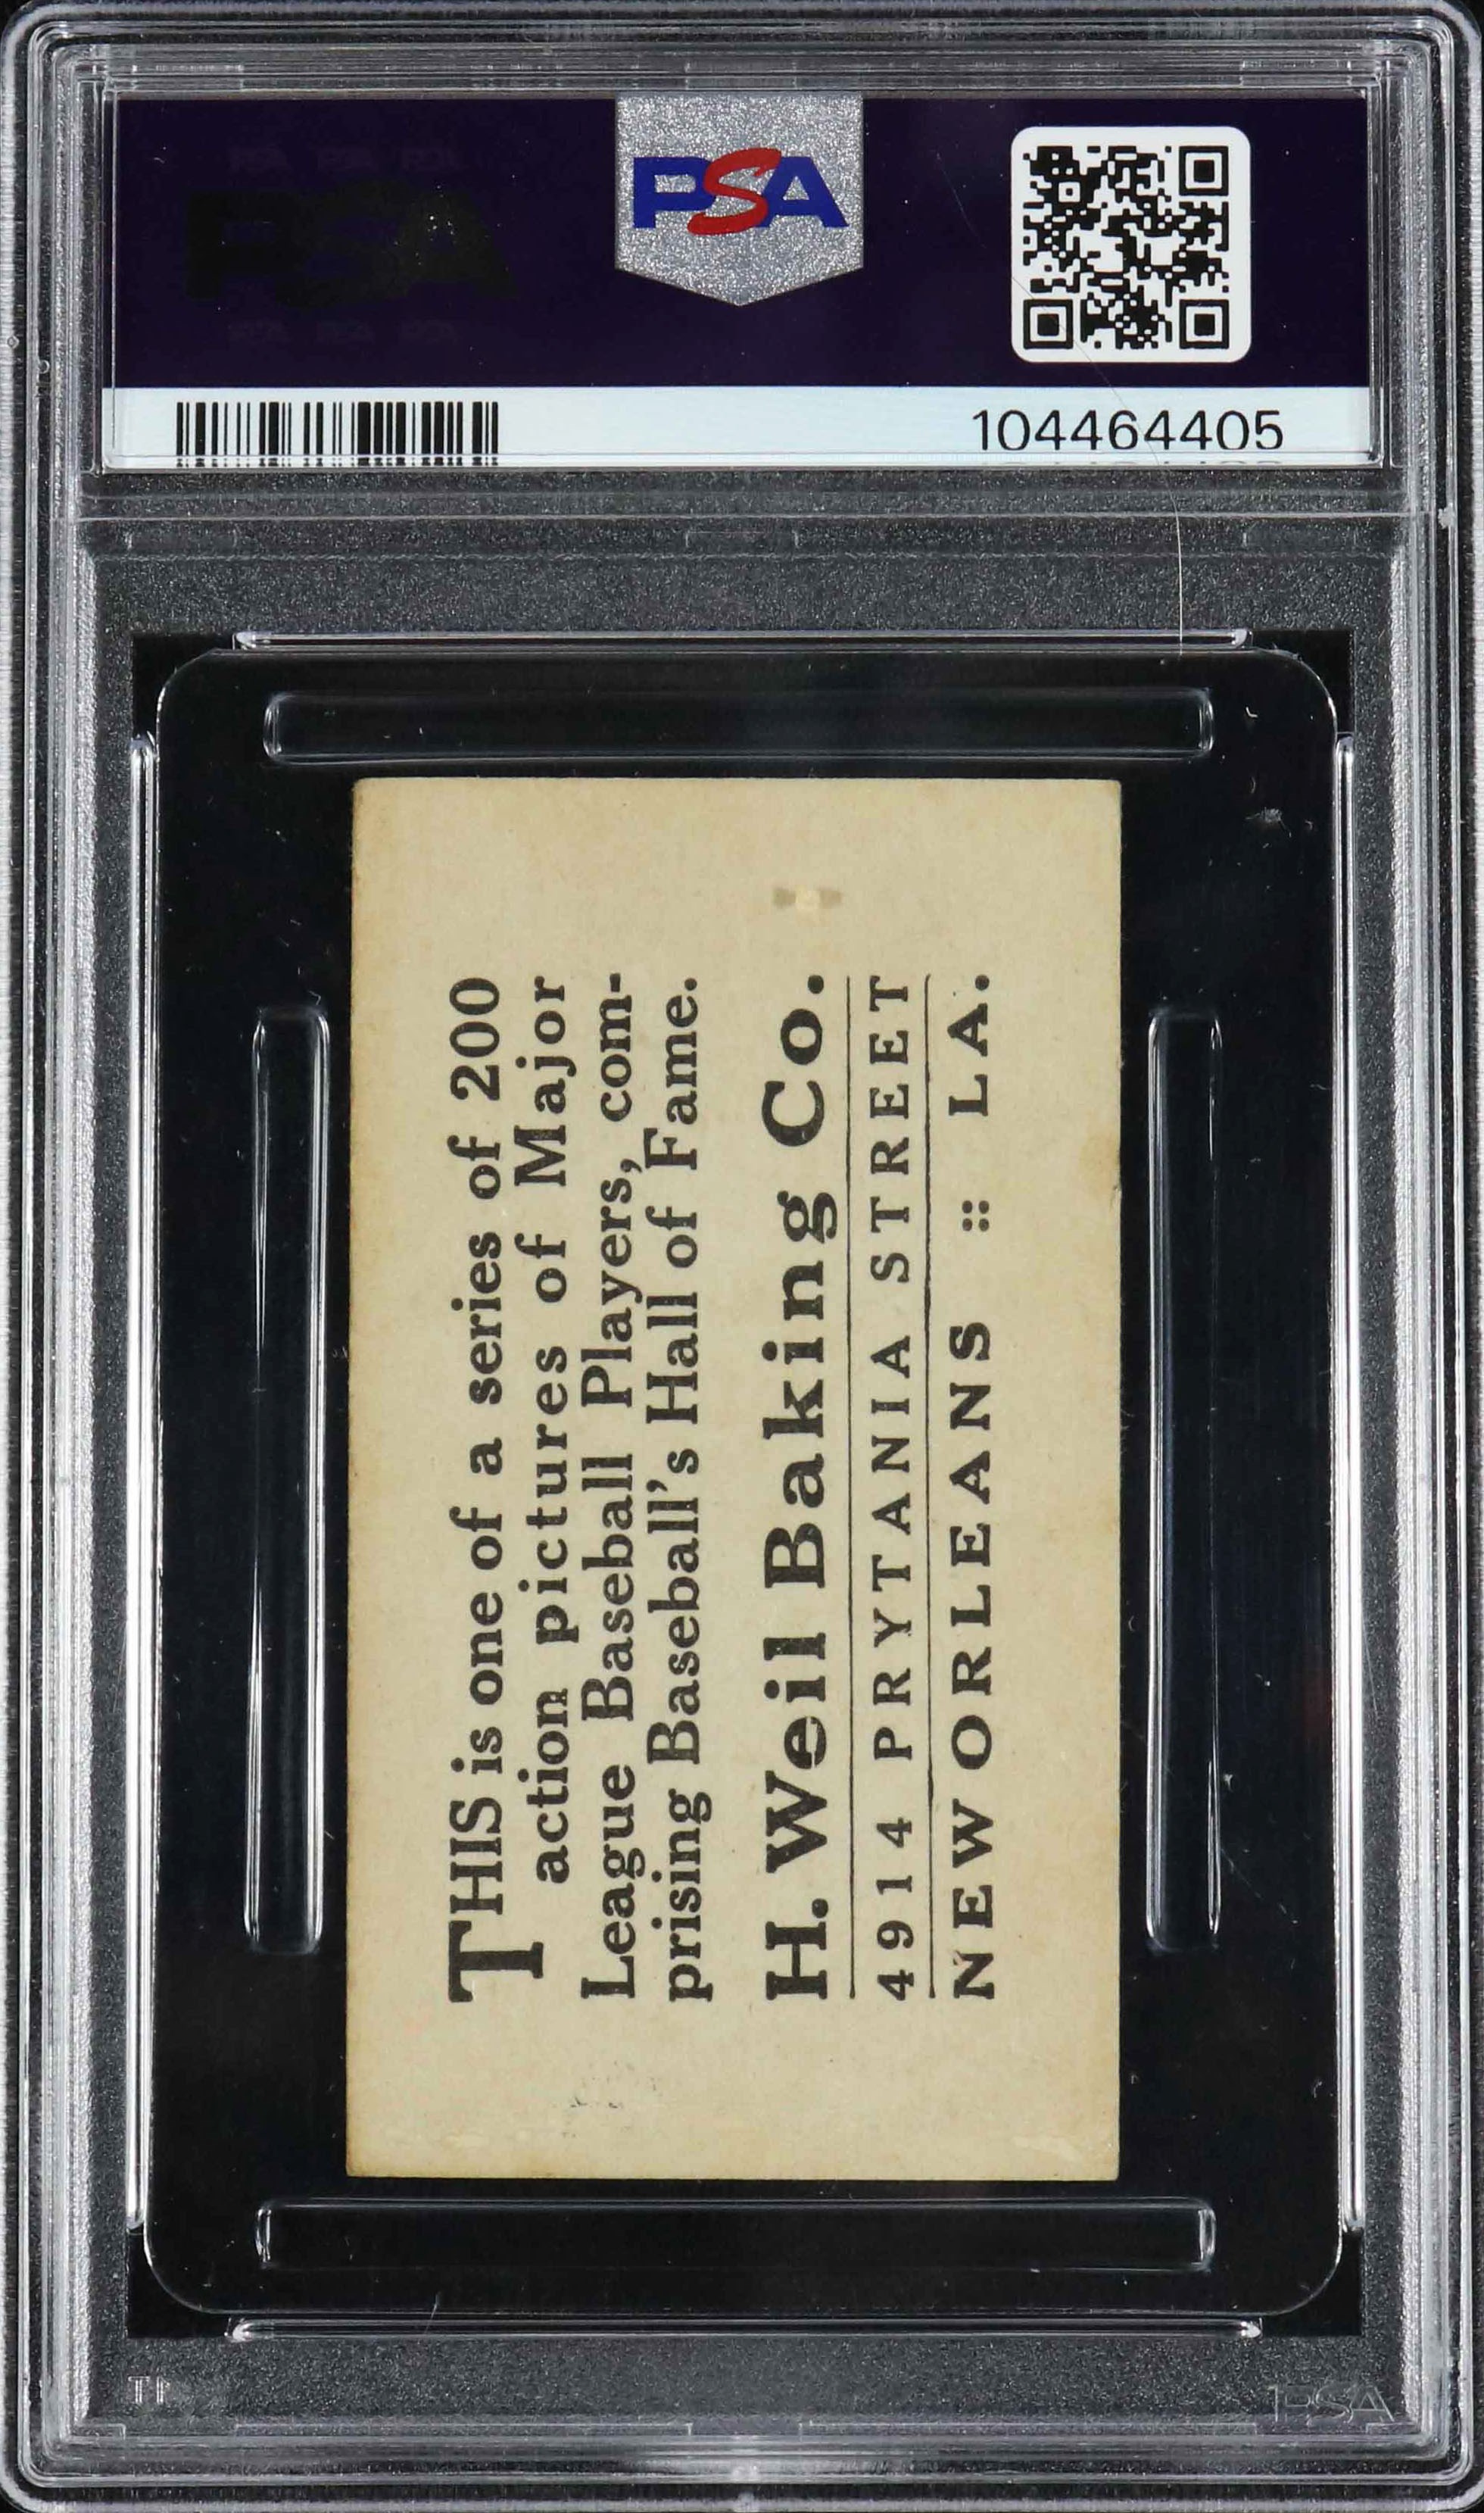 PSA
104464405
THIS is one of a series of 200
action pictures of Major
League Baseball Players, com-
prising Baseball's Hall of Fame.
H. Weil Baking Co.
4914 PRYTANIA STREET
NEW ORLEANS :: LA.
PSA